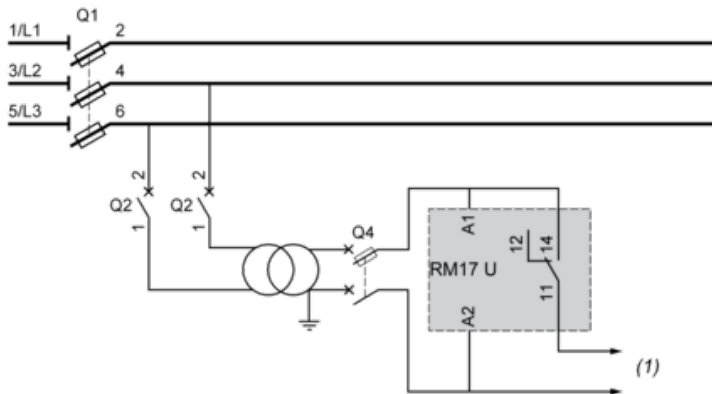 Q1
1/L1 2
3/L2 4
5/L3 6
2 2
Q2 Q2
1 1
Q4
A1
12 14
RM17 U
11
A2
(1)